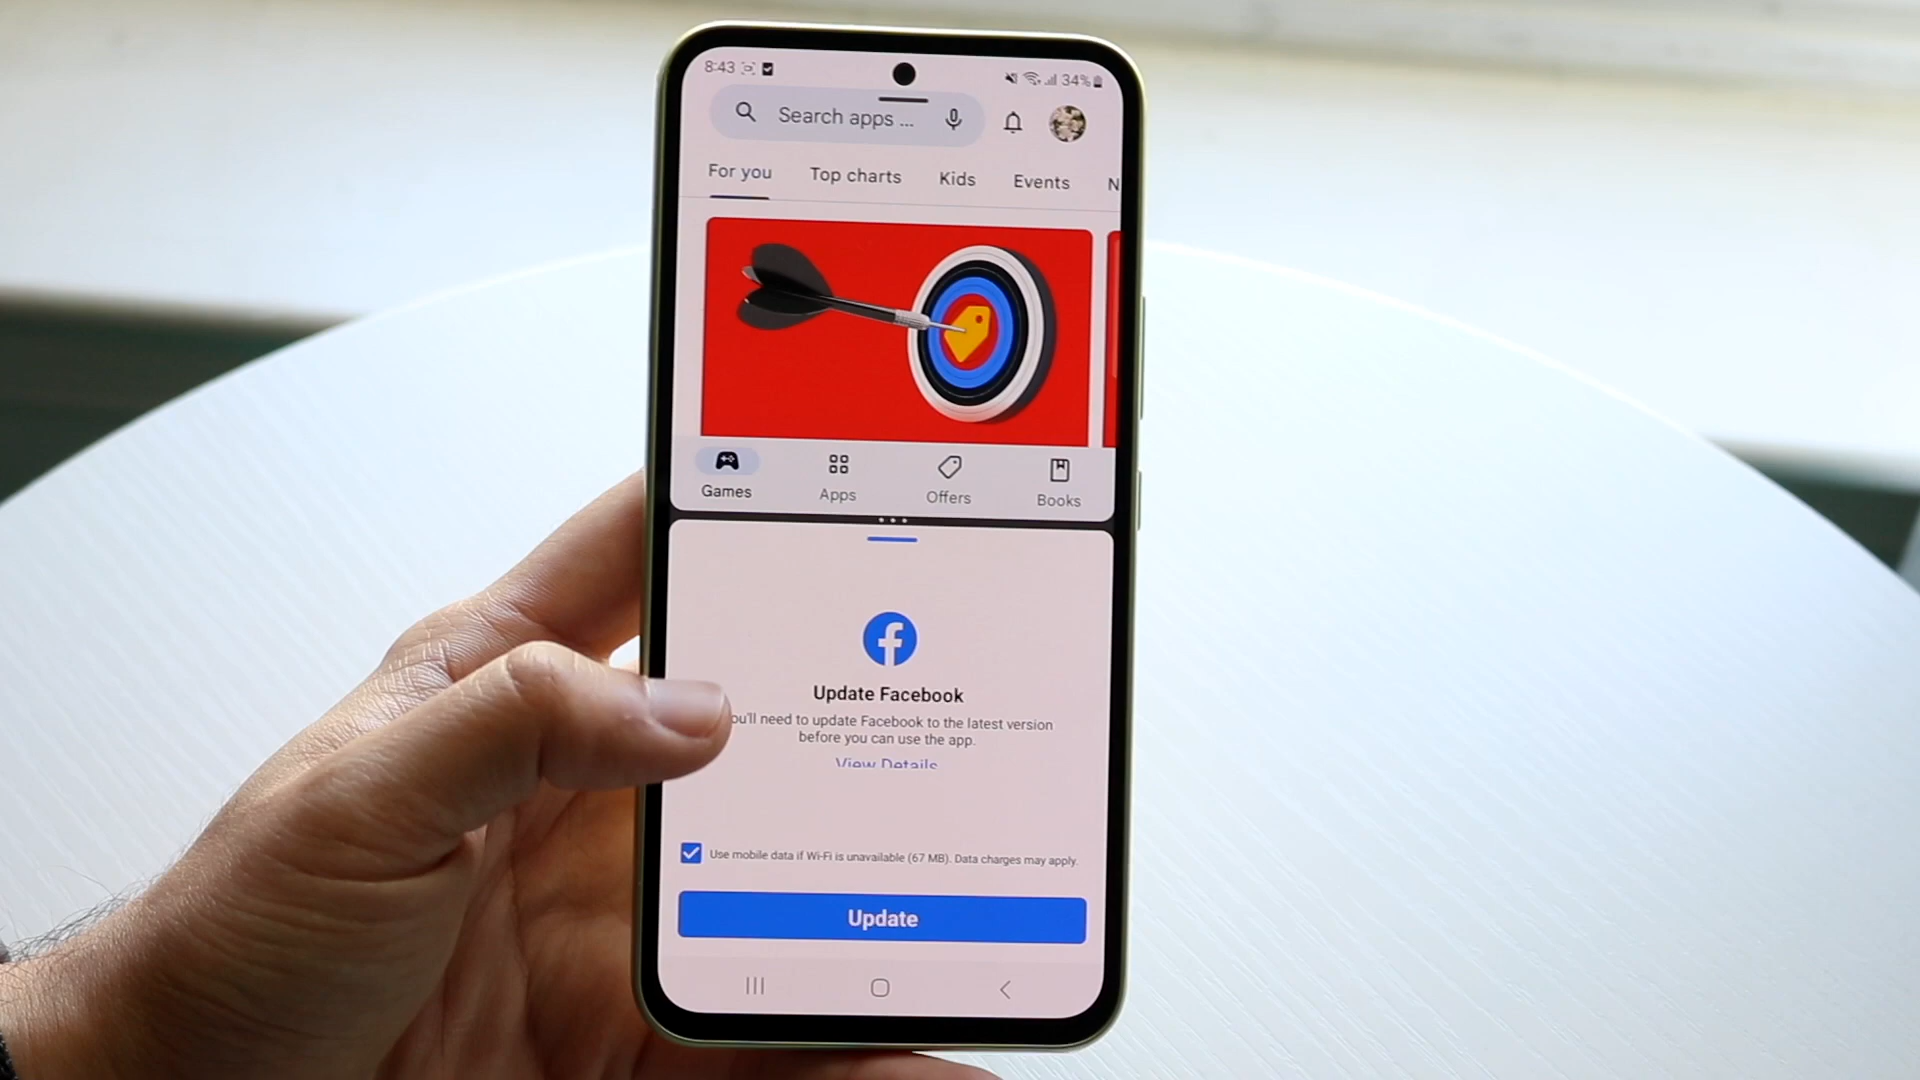 8:43 34%
Search apps ...
For you Top charts Kids Events N
Games Apps Offers Books
Update Facebook
ou'll need to update Facebook to the latest version
before you can use the app.
View Details
Use mobile data if Wi-Fi is unavailable (67 MB). Data charges may apply.
Update